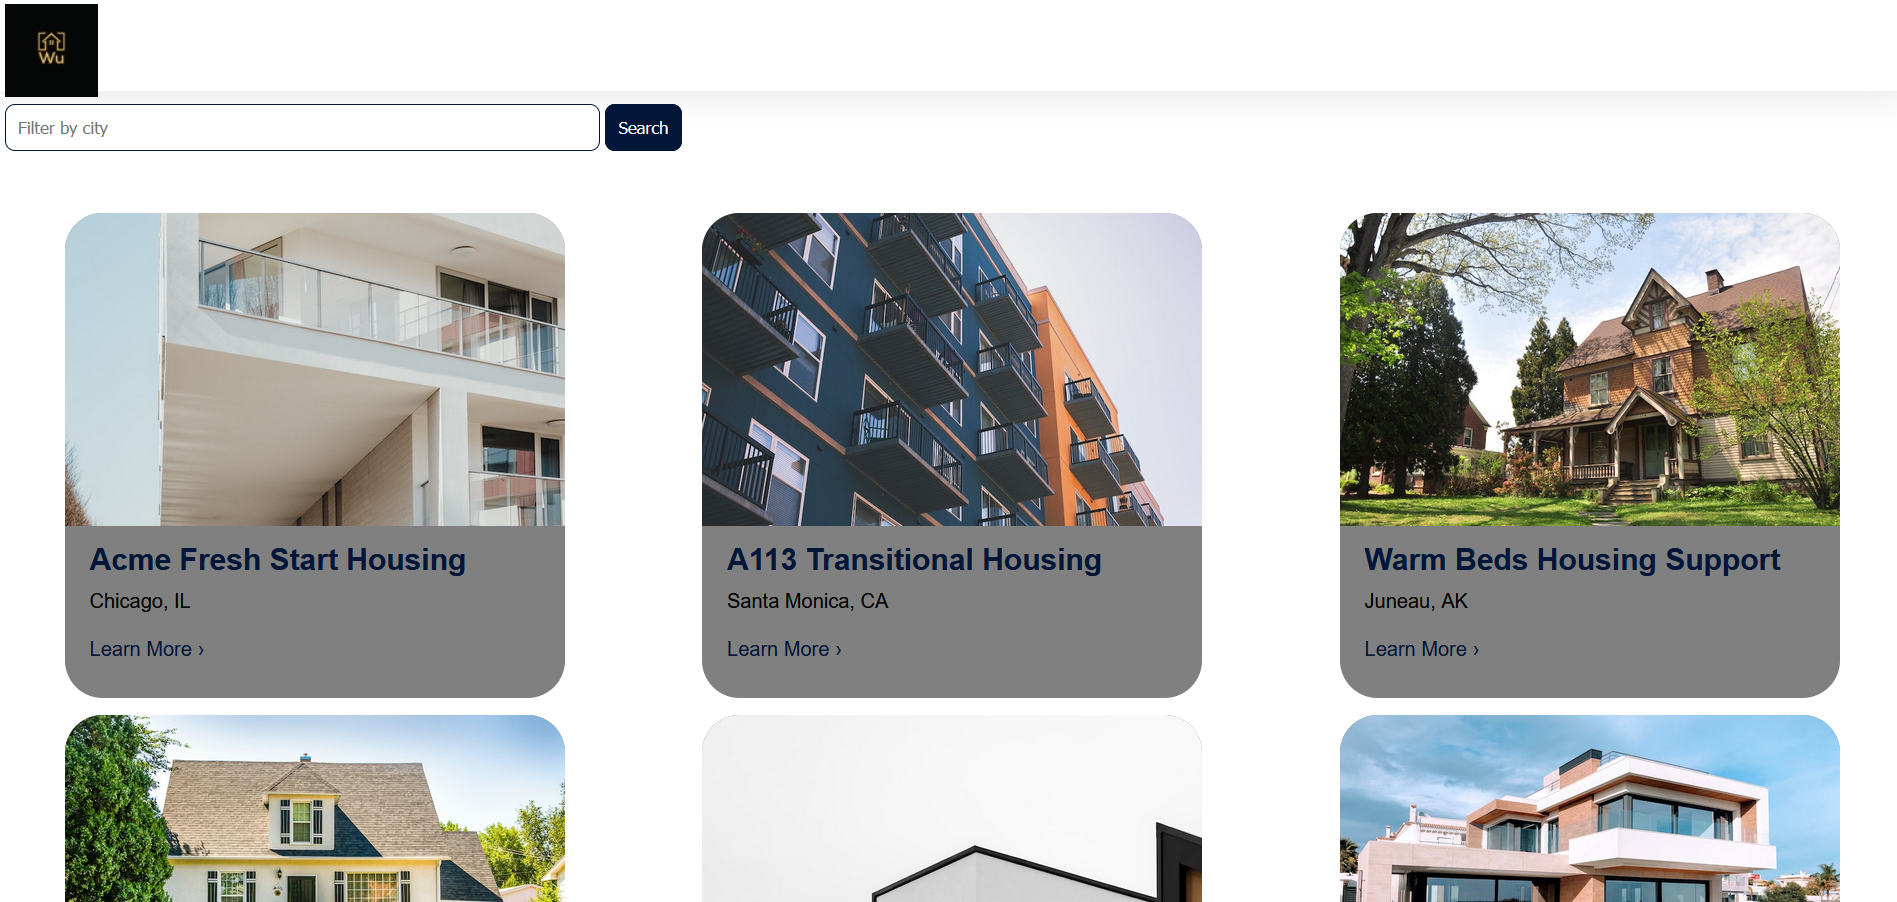 Wu
Filter by city
Search
Acme Fresh Start Housing
Chicago, IL
Learn More ›
A113 Transitional Housing
Santa Monica, CA
Learn More ›
Warm Beds Housing Support
Juneau, AK
Learn More ›